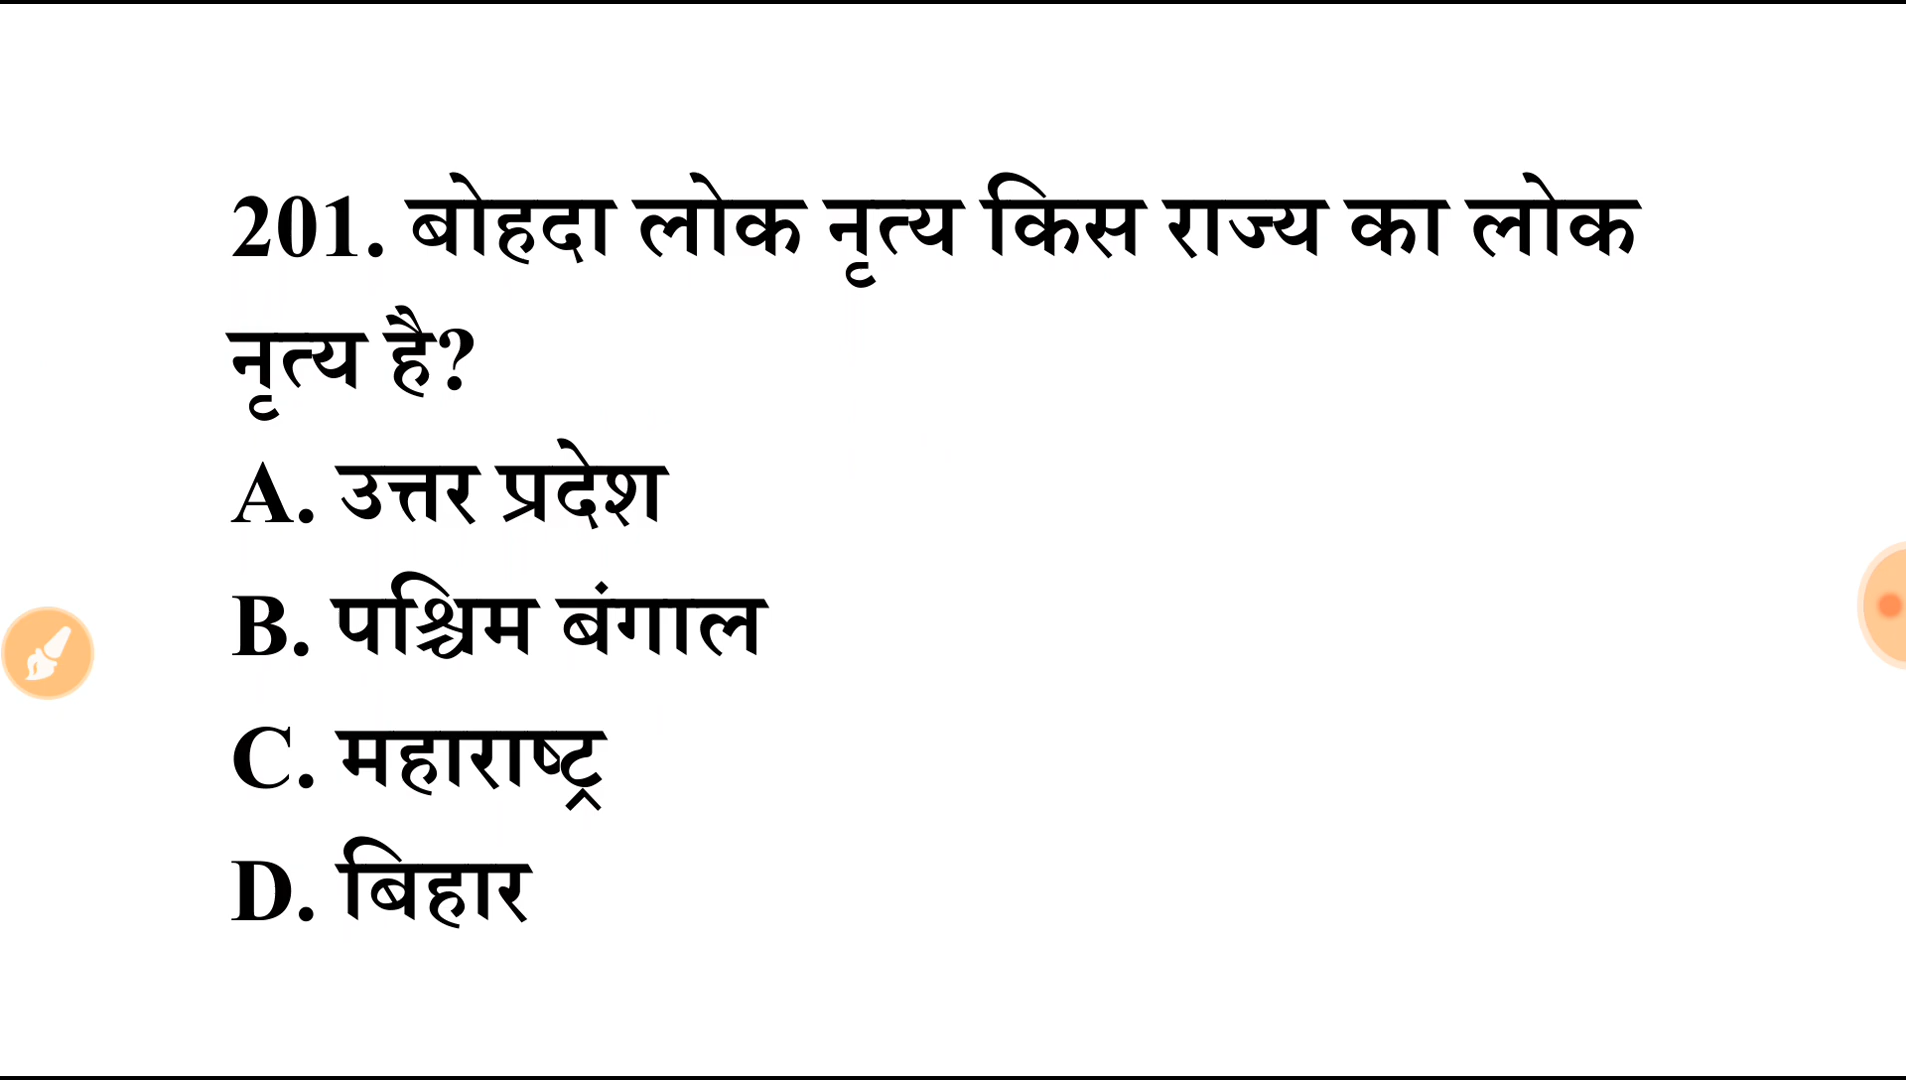 201. बोहदा लोक नृत्य किस राज्य का लोक
नृत्य है?
A. उत्तर प्रदेश
B. पश्चिम बंगाल
C. महाराष्ट्र
D. बिहार